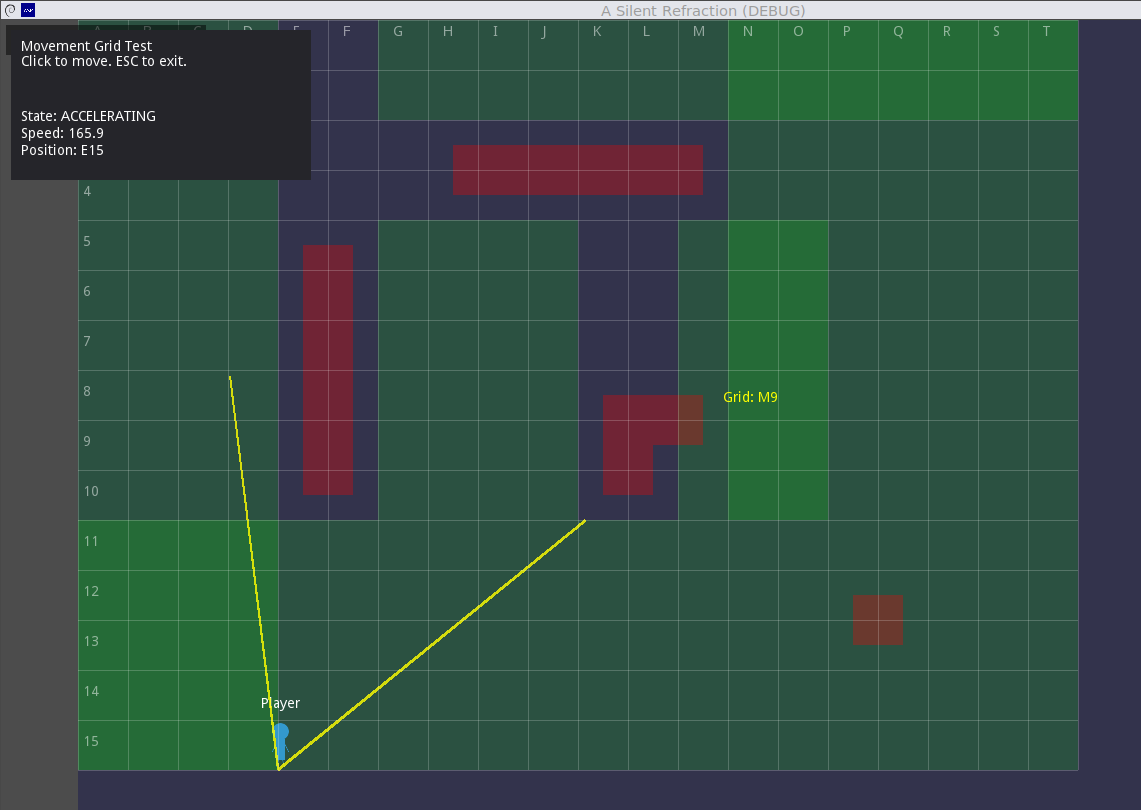 A Silent Refraction (DEBUG)
A B C D E F G H I J K L M N O P Q R S T
Movement Grid Test
Click to move. ESC to exit.
State: ACCELERATING
Speed: 165.9
Position: E15
4
5
6
7
8
Grid: M9
9
10
11
12
13
14
Player
15